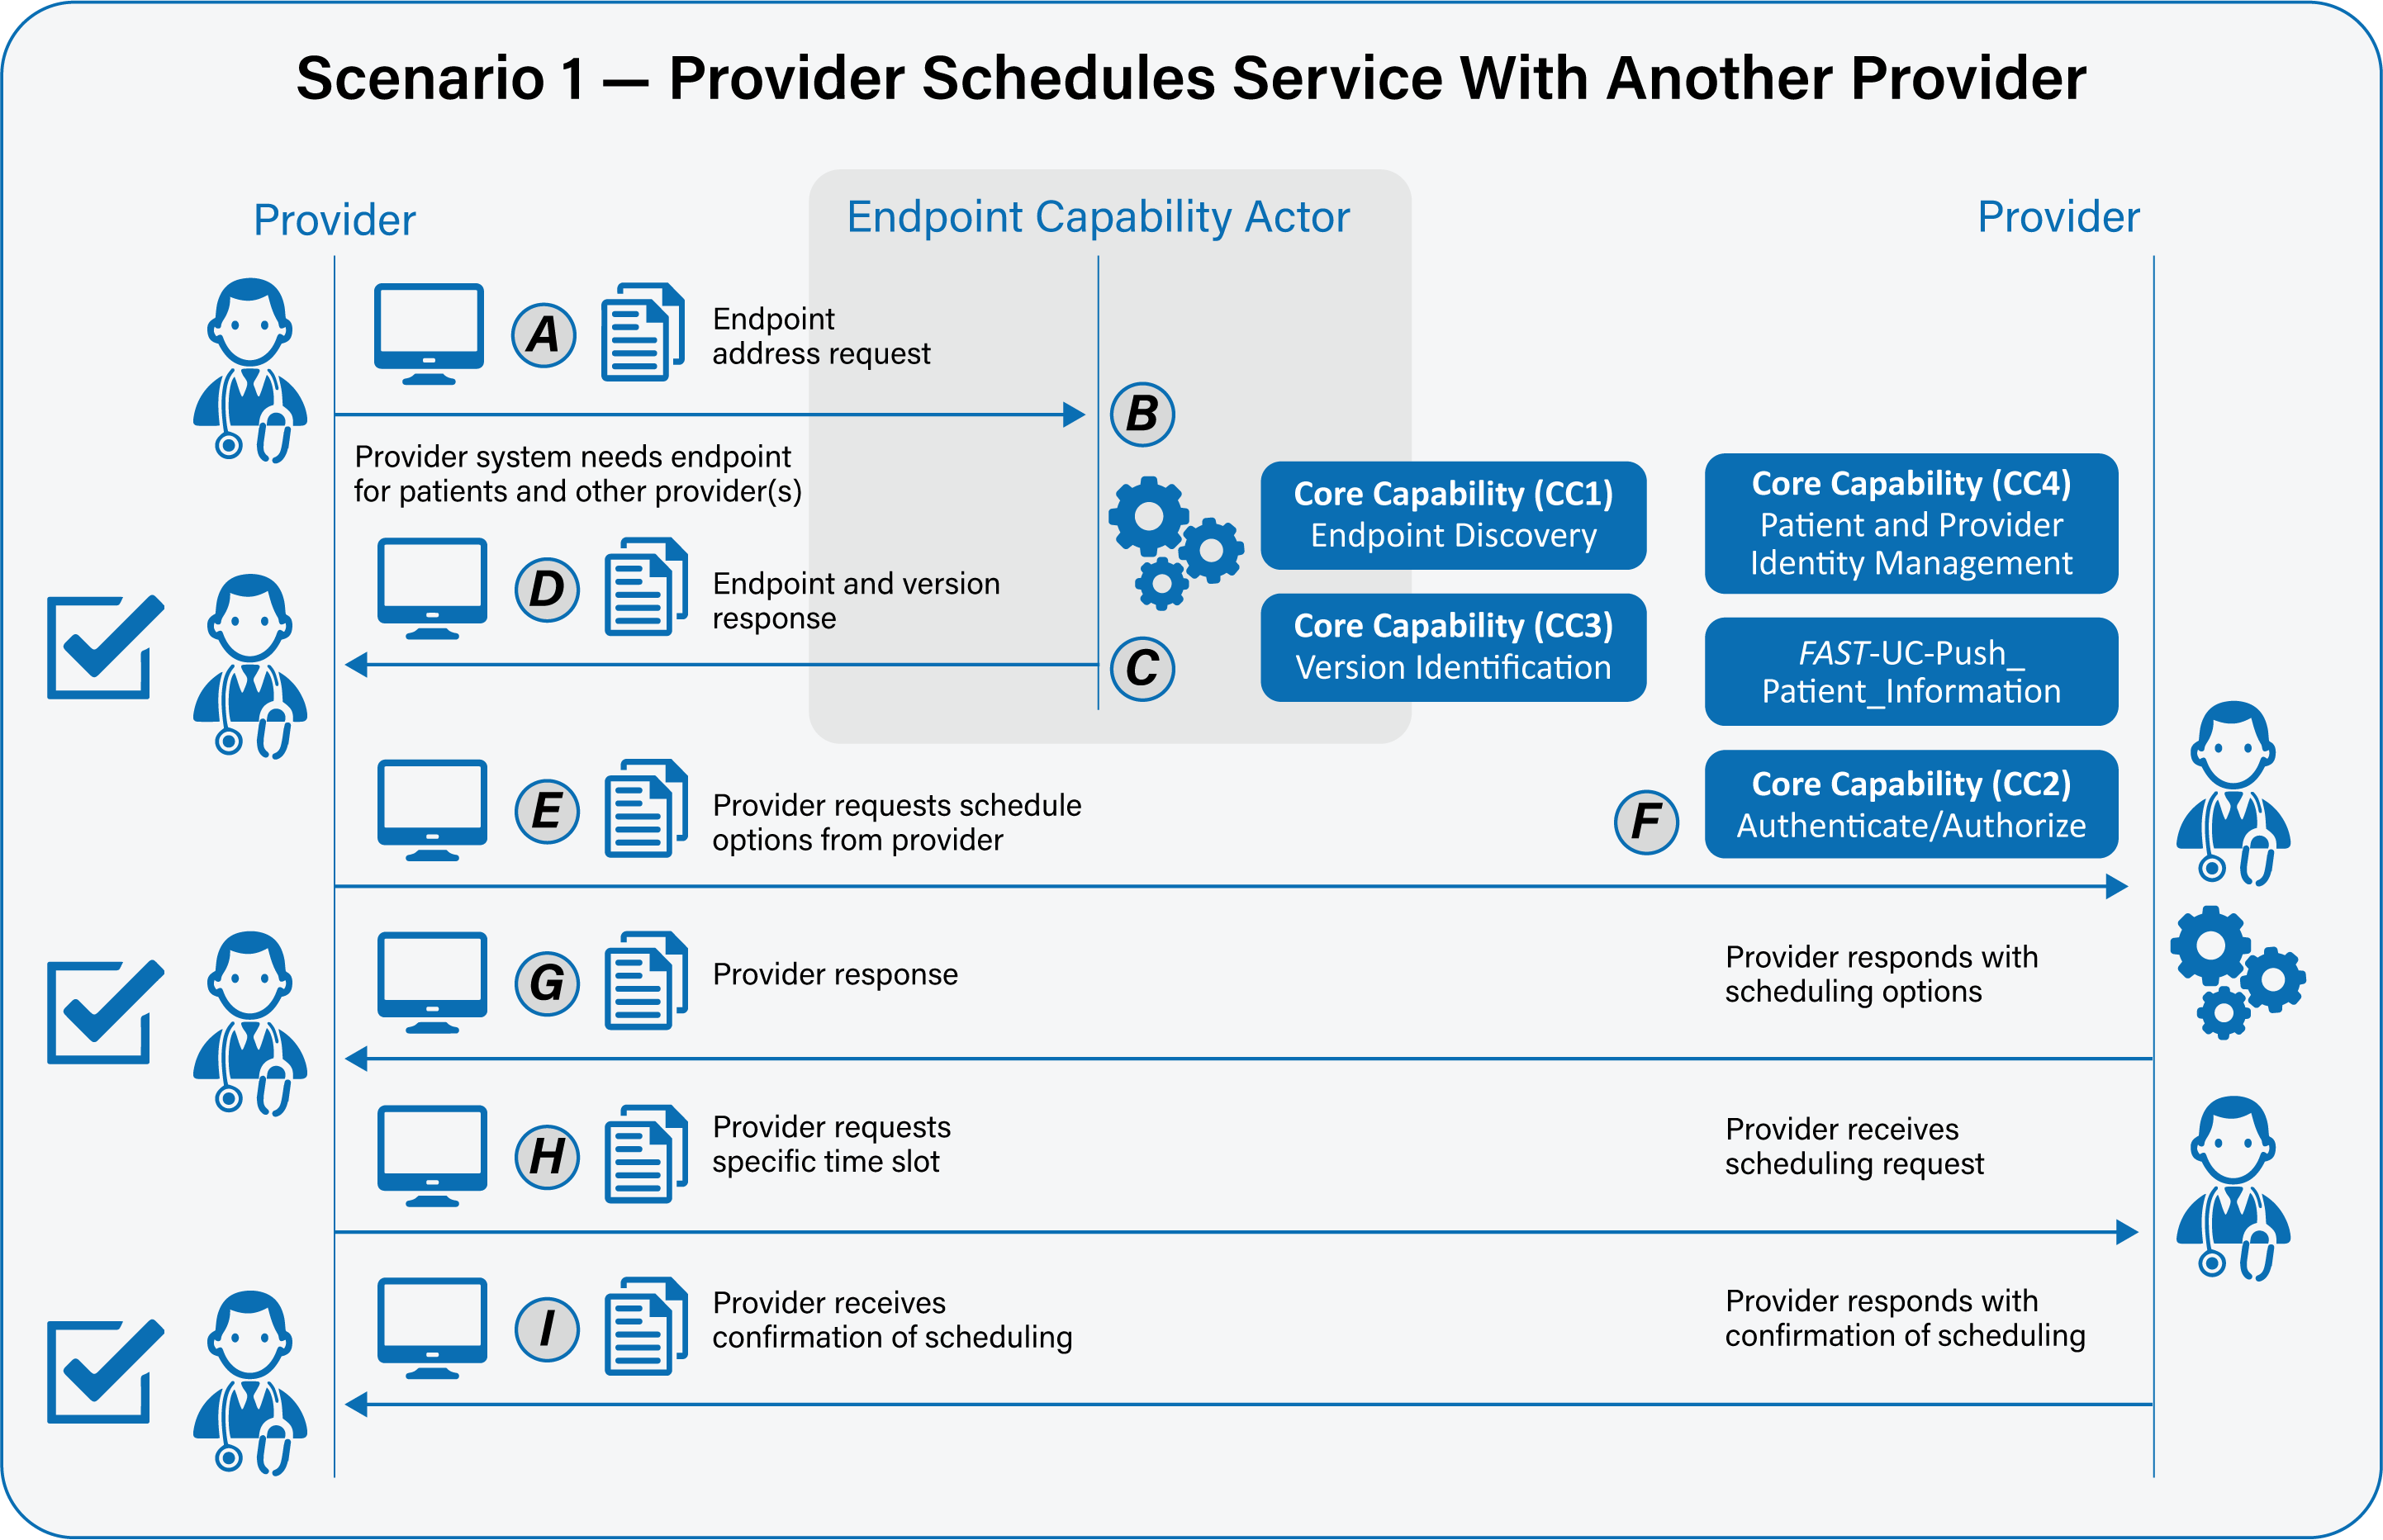 Scenario 1 — Provider Schedules Service With Another Provider
Provider
Endpoint Capability Actor
Provider
A
Endpoint
address request
B
Provider system needs endpoint
for patients and other provider(s)
Core Capability (CC1)
Endpoint Discovery
Core Capability (CC4)
Patient and Provider
Identity Management
D
Endpoint and version
response
C
Core Capability (CC3)
Version Identification
FAST-UC-Push_
Patient_Information
E
Provider requests schedule
options from provider
F
Core Capability (CC2)
Authenticate/Authorize
G
Provider response
Provider responds with
scheduling options
H
Provider requests
specific time slot
Provider receives
scheduling request
I
Provider receives
confirmation of scheduling
Provider responds with
confirmation of scheduling